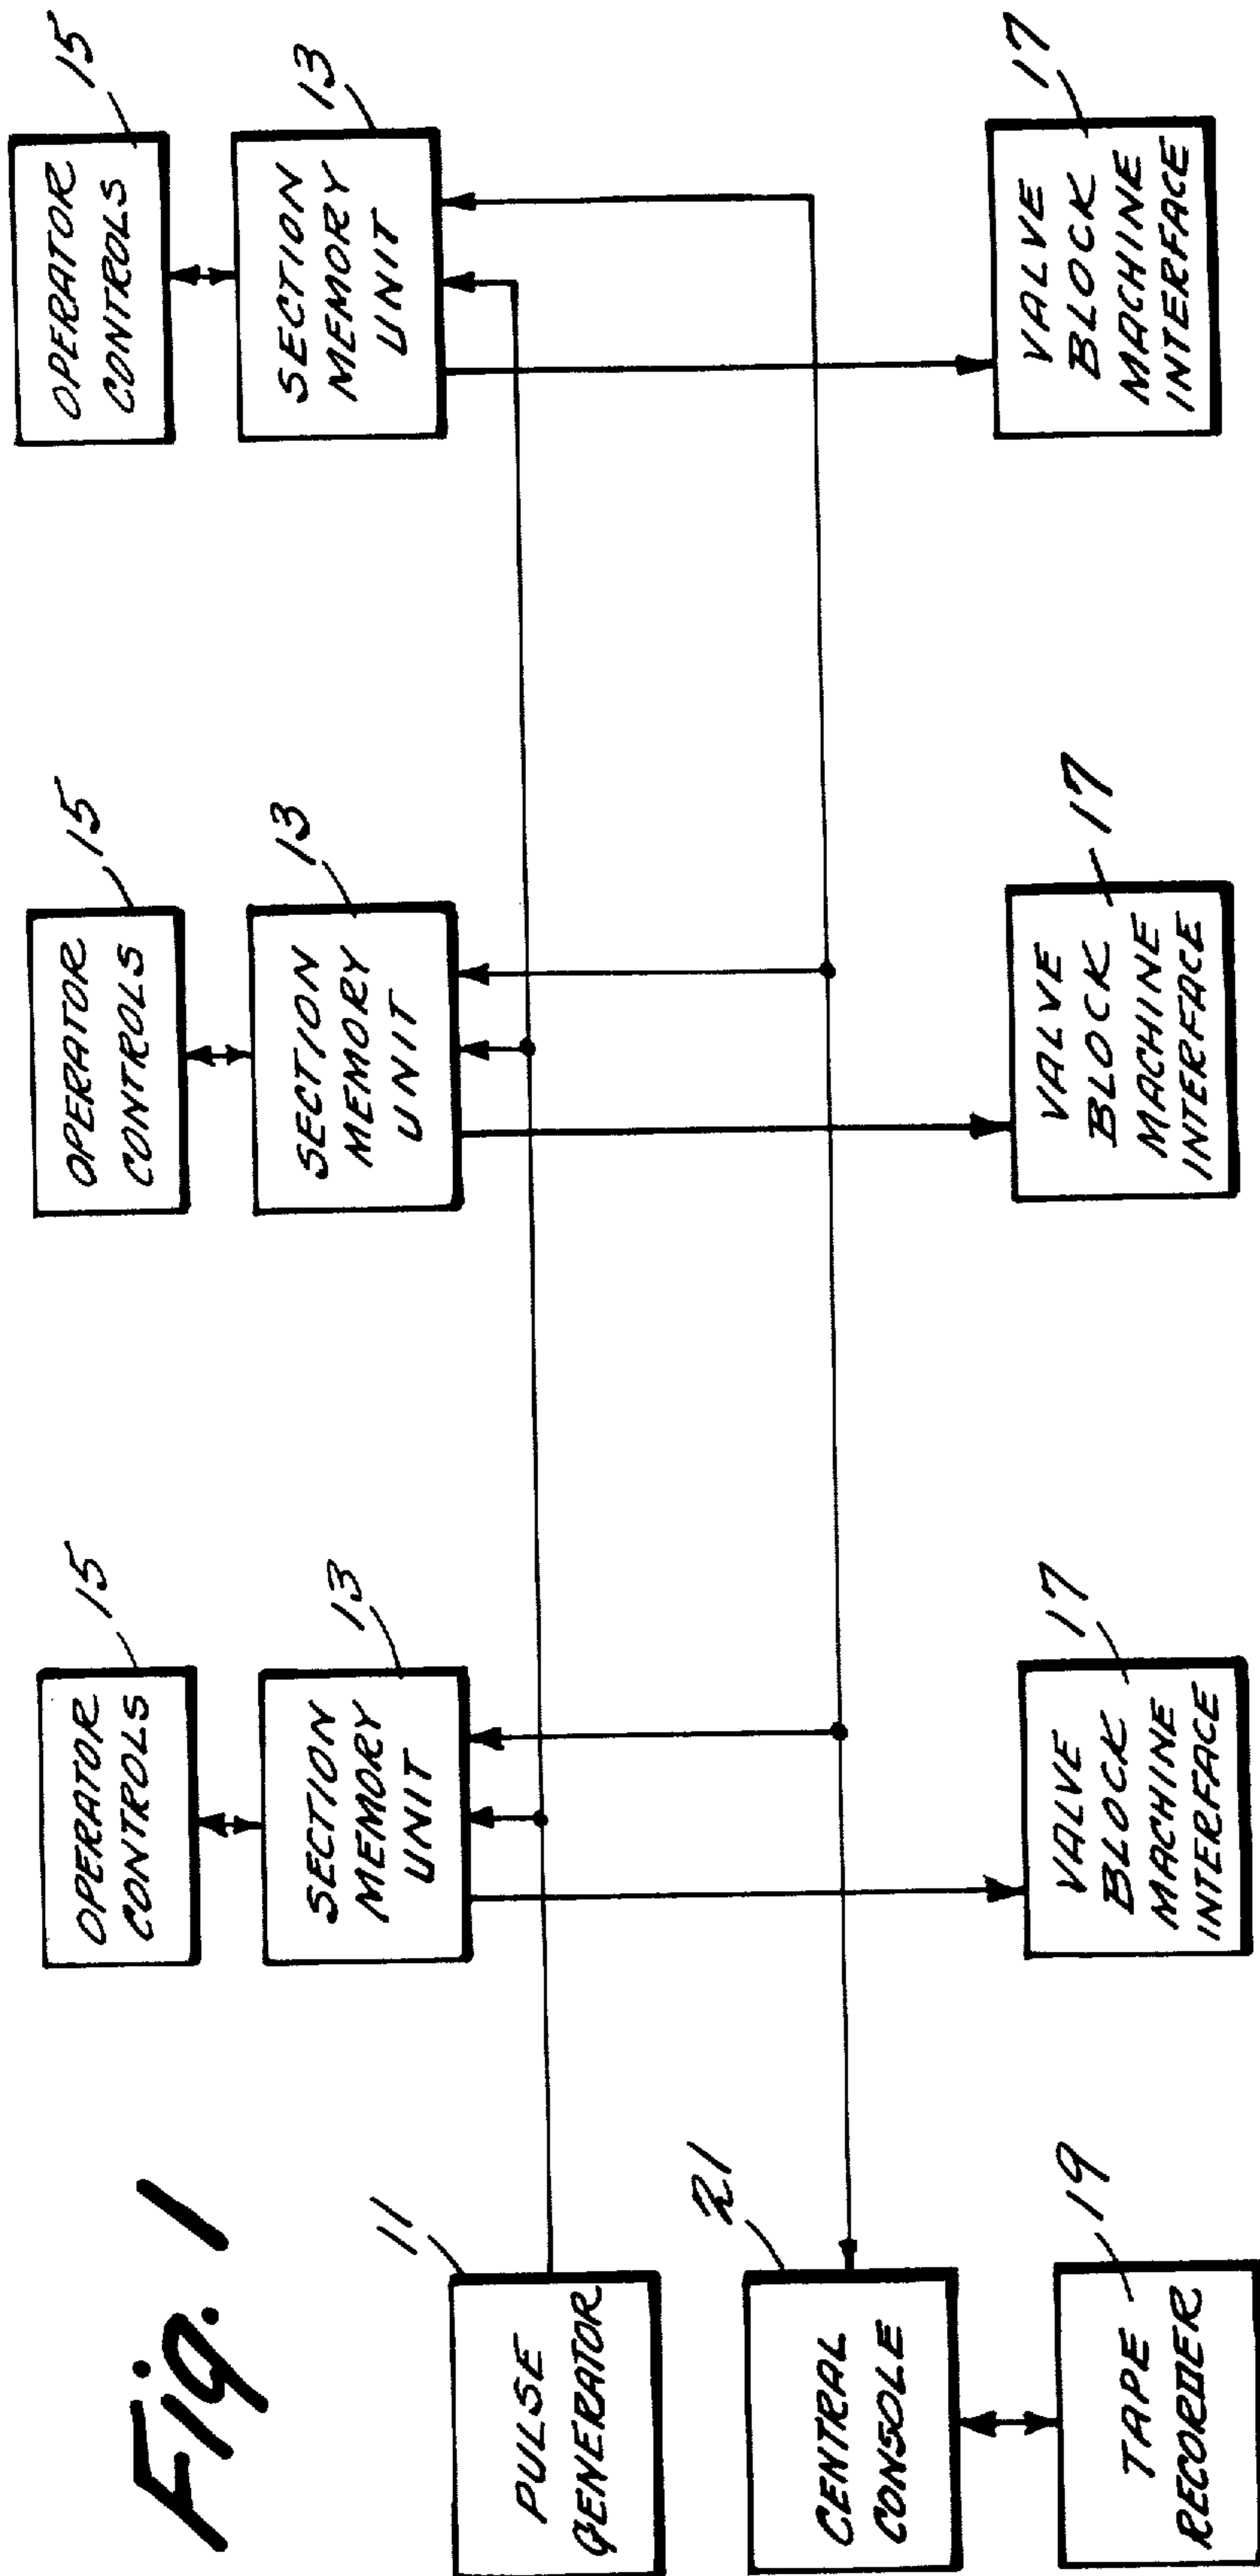 Fig. 1
15
OPERATOR
CONTROLS
13
SECTION
MEMORY
UNIT
15
OPERATOR
CONTROLS
13
SECTION
MEMORY
UNIT
15
OPERATOR
CONTROLS
13
SECTION
MEMORY
UNIT
11
PULSE
GENERATOR
21
CENTRAL
CONSOLE
19
TAPE
RECORDER
17
VALVE
BLOCK
MACHINE
INTERFACE
17
VALVE
BLOCK
MACHINE
INTERFACE
17
VALVE
BLOCK
MACHINE
INTERFACE